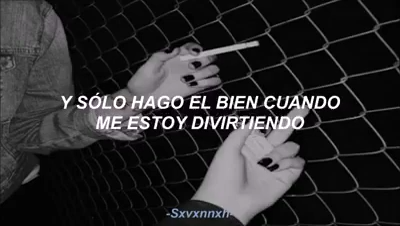 Y SÓLO HAGO EL BIEN CUANDO
ME ESTOY DIVIRTIENDO
-Sxvxnnxh-